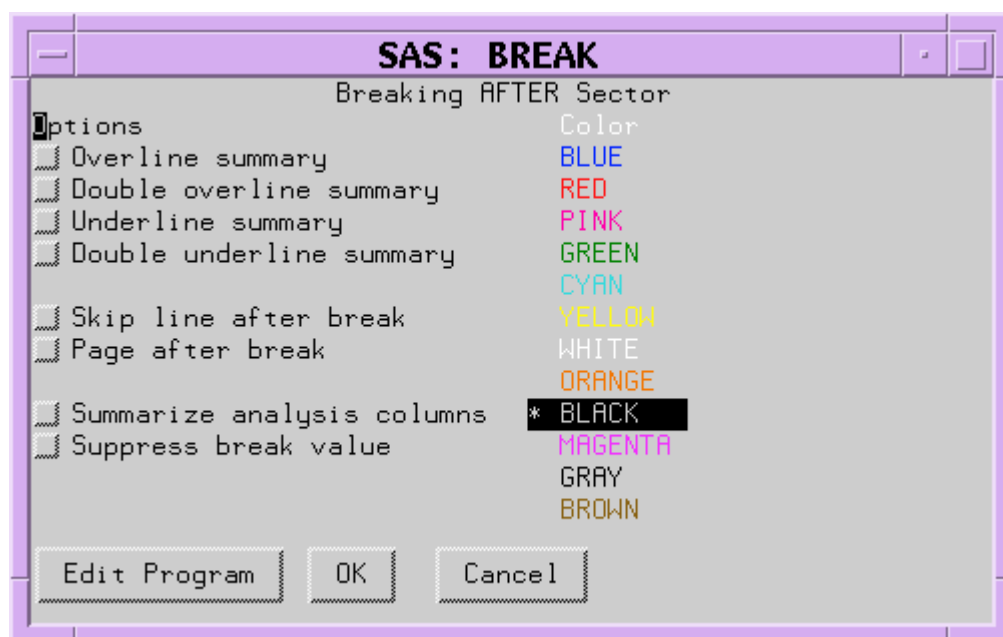 SAS: BREAK
Breaking AFTER Sector
Options
Overline summary
Double overline summary
Underline summary
Double underline summary
Skip line after break
Page after break
Summarize analysis columns
Suppress break value
Color
BLUE
RED
PINK
GREEN
CYAN
YELLOW
WHITE
ORANGE
* BLACK
MAGENTA
GRAY
BROWN
Edit Program
OK
Cancel